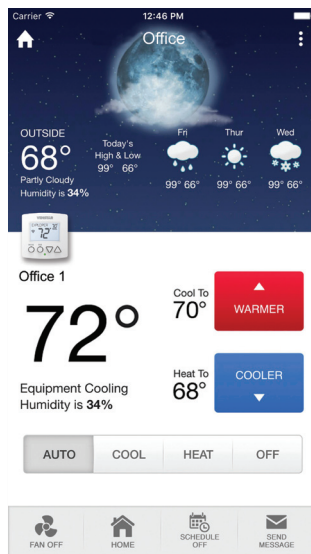 Carrier 12:46 PM
Office
OUTSIDE
68°
Partly Cloudy
Humidity is 34%
Today's
High & Low
99° 66°
Fri
99° 66°
Thur
99° 66°
Wed
99° 66°
72°
Office 1
72°
Equipment Cooling
Humidity is 34%
Cool To
70°
WARMER
Heat To
68°
COOLER
AUTO COOL HEAT OFF
FAN OFF
HOME
SCHEDULE
OFF
SEND
MESSAGE